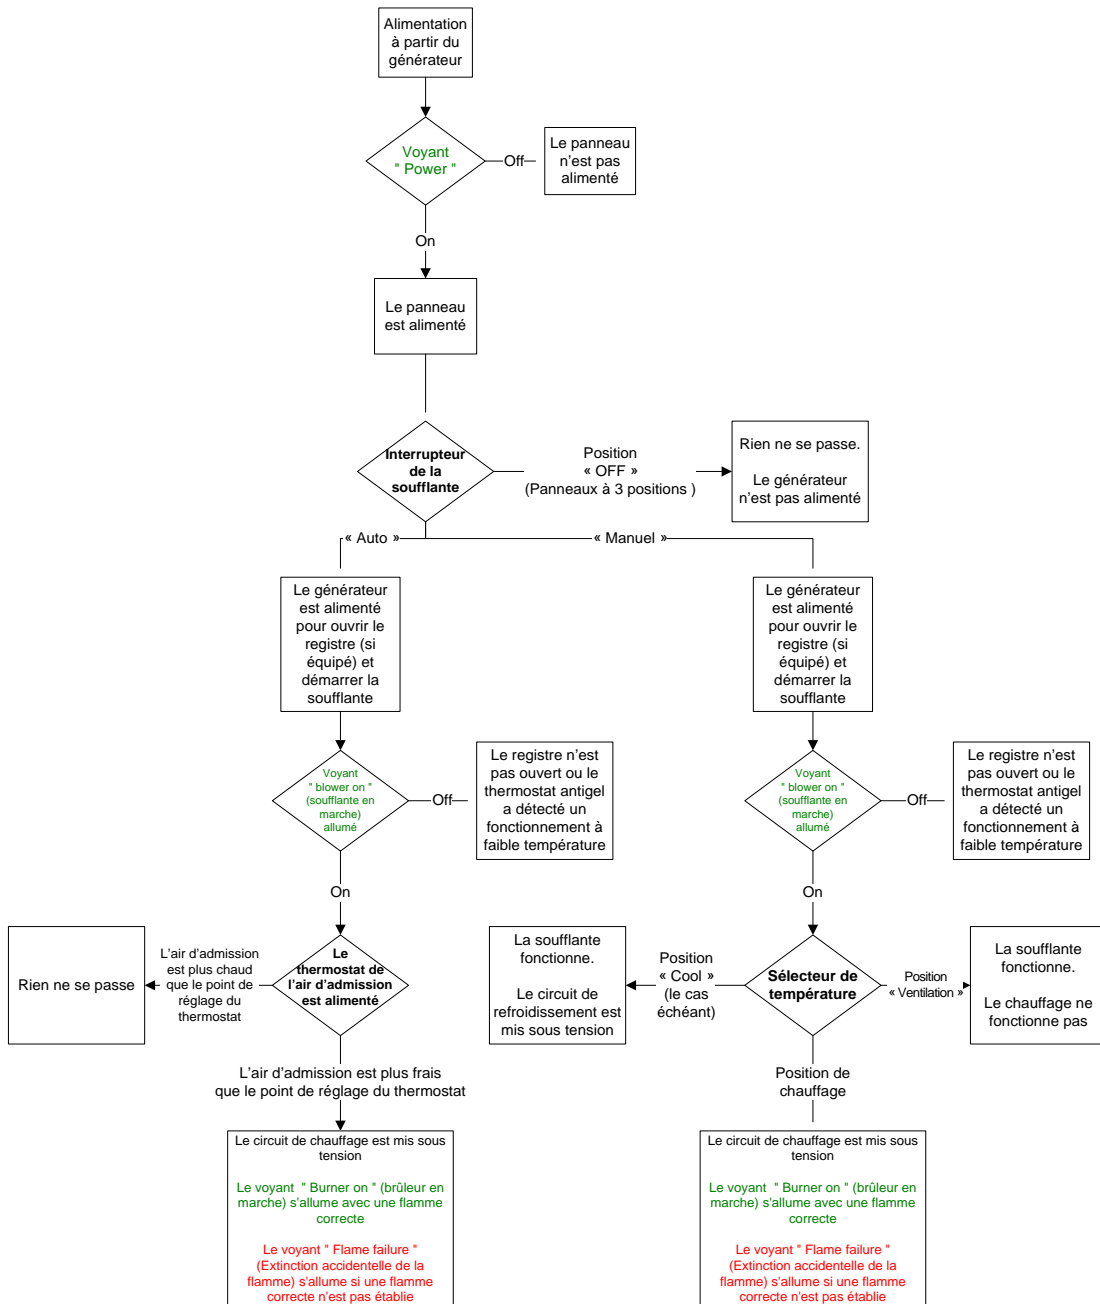 Alimentation
à partir du
générateur
Voyant
" Power "
Off
Le panneau
n'est pas
alimenté
On
Le panneau
est alimenté
Interrupteur
de la
soufflante
Position
« OFF »
(Panneaux à 3 positions )
Rien ne se passe.
Le générateur
n'est pas alimenté
« Auto »
« Manuel »
Le générateur
est alimenté
pour ouvrir le
registre (si
équipé) et
démarrer la
soufflante
Le générateur
est alimenté
pour ouvrir le
registre (si
équipé) et
démarrer la
soufflante
Voyant
" blower on "
(soufflante en
marche)
allumé
Off
Le registre n'est
pas ouvert ou le
thermostat antigel
a détecté un
fonctionnement à
faible température
Voyant
" blower on "
(soufflante en
marche)
allumé
Off
Le registre n'est
pas ouvert ou le
thermostat antigel
a détecté un
fonctionnement à
faible température
On
On
Rien ne se passe
L'air d'admission
est plus chaud
que le point de
réglage du
thermostat
Le
thermostat de
l'air d'admission
est alimenté
La soufflante
fonctionne.
Le circuit de
refroidissement est
mis sous tension
Position
« Cool »
(le cas
échéant)
Sélecteur de
température
Position
« Ventilation »
La soufflante
fonctionne.
Le chauffage ne
fonctionne pas
L'air d'admission est plus frais
que le point de réglage du thermostat
Position de
chauffage
Le circuit de chauffage est mis sous
tension
Le voyant " Burner on " (brûleur en
marche) s'allume avec une flamme
correcte
Le voyant " Flame failure "
(Extinction accidentelle de la
flamme) s'allume si une flamme
correcte n'est pas établie
Le circuit de chauffage est mis sous
tension
Le voyant " Burner on " (brûleur en
marche) s'allume avec une flamme
correcte
Le voyant " Flame failure "
(Extinction accidentelle de la
flamme) s'allume si une flamme
correcte n'est pas établie